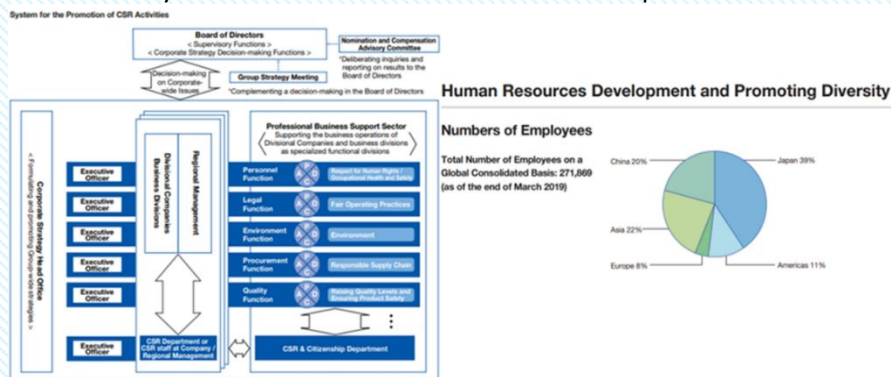 System for the Promotion of CSR Activities
Board of Directors
< Supervisory Functions >
< Corporate Strategy Decision-making Functions >
Nomination and Compensation
Advisory Committee
*Deliberating inquiries and
reporting on results to the
Board of Directors
Decision-making
on Corporate-
wide Issues
Group Strategy Meeting
*Complementing a decision-making in the Board of Directors
Corporate Strategy Head Office
< Formulating and promoting Group-wide strategies >
Divisional Companies
Business Divisions
Regional Management
Professional Business Support Sector
Supporting the business operations of
Divisional Companies and business divisions
as specialized functional divisions
Executive
Officer
Personnel
Function
P
D
C
A
Respect for Human Rights /
Occupational Health and Safety
Executive
Officer
Legal
Function
P
D
C
A
Fair Operating Practices
Executive
Officer
Environment
Function
P
D
C
A
Environment
Executive
Officer
Procurement
Function
P
D
C
A
Responsible Supply Chain
Executive
Officer
Quality
Function
P
D
C
A
Raising Quality Levels and
Ensuring Product Safety
Executive
Officer
CSR Department or
CSR staff at Company /
Regional Management
CSR & Citizenship Department
Human Resources Development and Promoting Diversity
Numbers of Employees
Total Number of Employees on a
Global Consolidated Basis: 271,869
(as of the end of March 2019)
China 20%
Japan 39%
Asia 22%
Europe 8%
Americas 11%